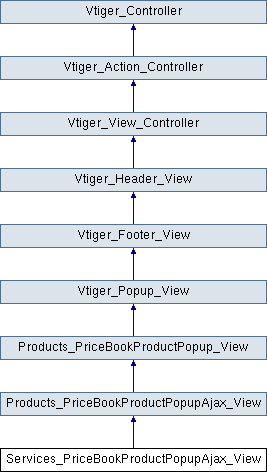 Vtiger_Controller
Vtiger_Action_Controller
Vtiger_View_Controller
Vtiger_Header_View
Vtiger_Footer_View
Vtiger_Popup_View
Products_PriceBookProductPopup_View
Products_PriceBookProductPopupAjax_View
Services_PriceBookProductPopupAjax_View